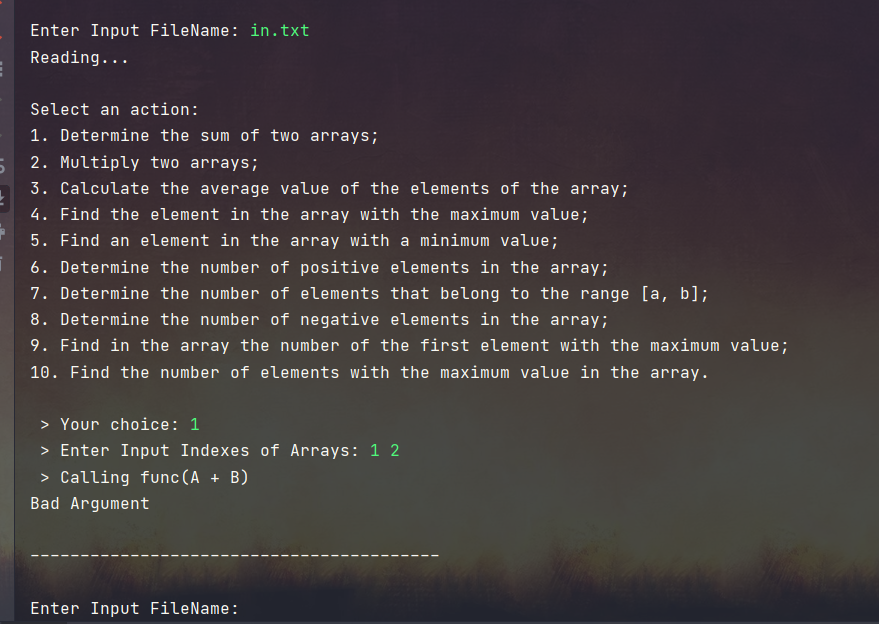 Enter Input FileName: in.txt
Reading...
Select an action:
1. Determine the sum of two arrays;
2. Multiply two arrays;
3. Calculate the average value of the elements of the array;
4. Find the element in the array with the maximum value;
5. Find an element in the array with a minimum value;
6. Determine the number of positive elements in the array;
7. Determine the number of elements that belong to the range [a, b];
8. Determine the number of negative elements in the array;
9. Find in the array the number of the first element with the maximum value;
10. Find the number of elements with the maximum value in the array.
> Your choice: 1
> Enter Input Indexes of Arrays: 1 2
> Calling func(A + B)
Bad Argument
-----------------------------------------
Enter Input FileName: